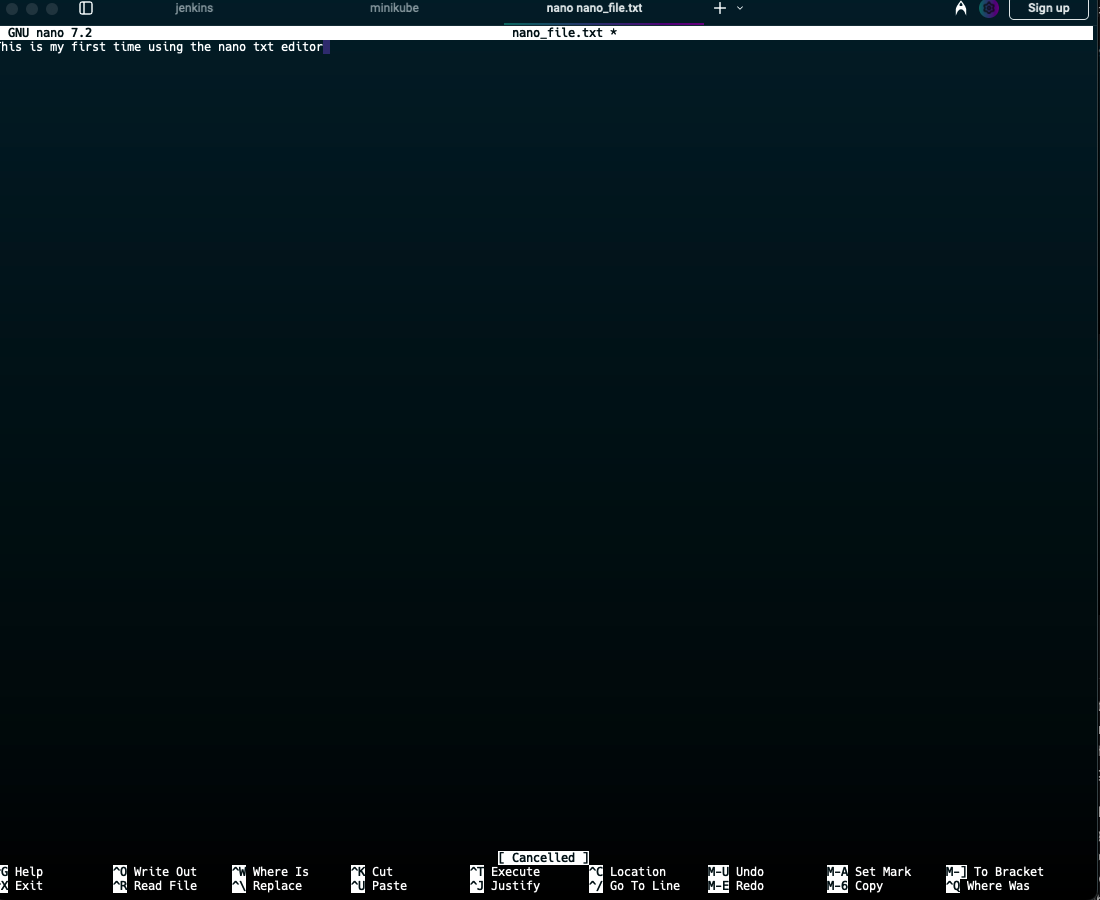 jenkins minikube nano nano_file.txt Sign up
GNU nano 7.2 nano_file.txt *
This is my first time using the nano txt editor
[ Cancelled ]
^G Help ^O Write Out ^W Where Is ^K Cut ^T Execute ^C Location M-U Undo M-A Set Mark M-] To Bracket
^X Exit ^R Read File ^\ Replace ^U Paste ^J Justify ^/ Go To Line M-E Redo M-6 Copy ^Q Where Was